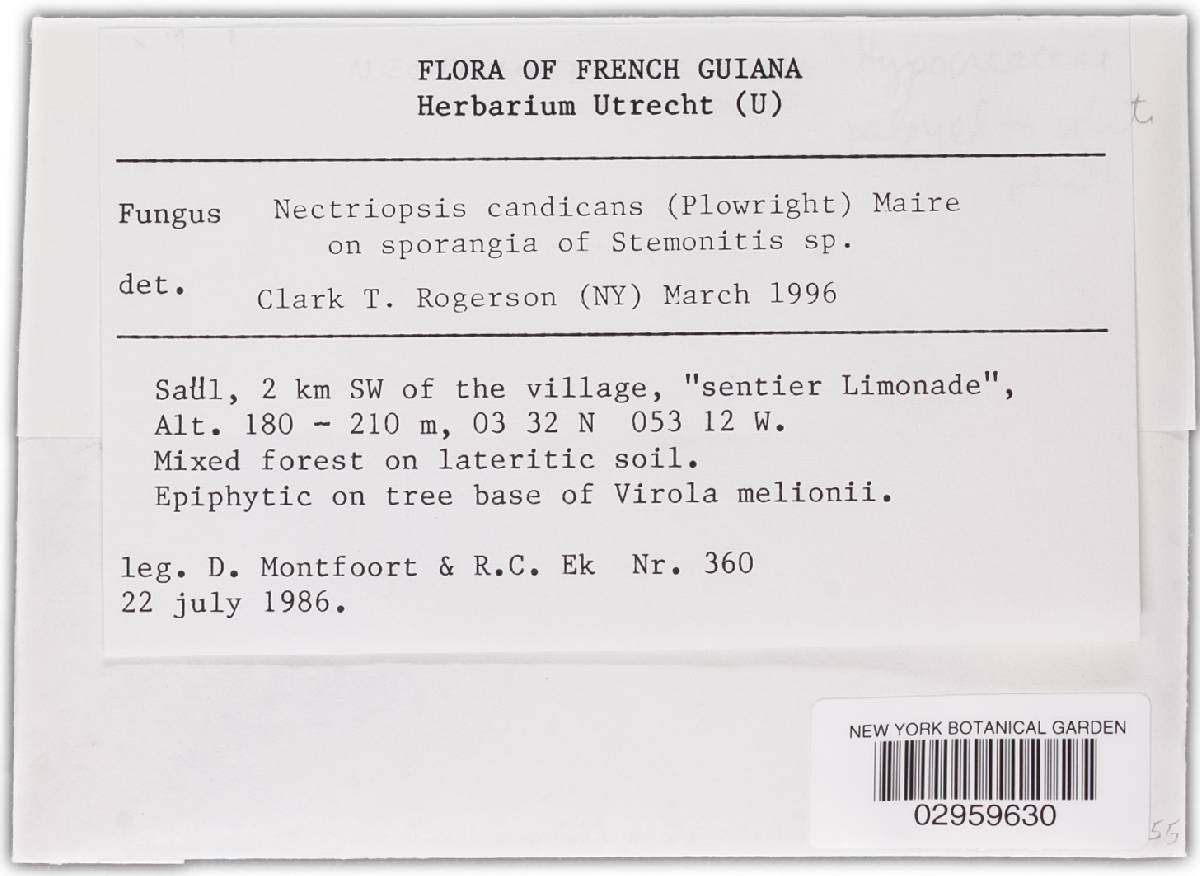 FLORA OF FRENCH GUIANA
Herbarium Utrecht (U)
Fungus Nectriopsis candicans (Plowright) Maire
on sporangia of Stemonitis sp.
det. Clark T. Rogerson (NY) March 1996
Saül, 2 km SW of the village, "sentier Limonade",
Alt. 180 - 210 m, 03 32 N 053 12 W.
Mixed forest on lateritic soil.
Epiphytic on tree base of Virola melionii.
leg. D. Montfoort & R.C. Ek Nr. 360
22 july 1986.
NEW YORK BOTANICAL GARDEN
02959630
55